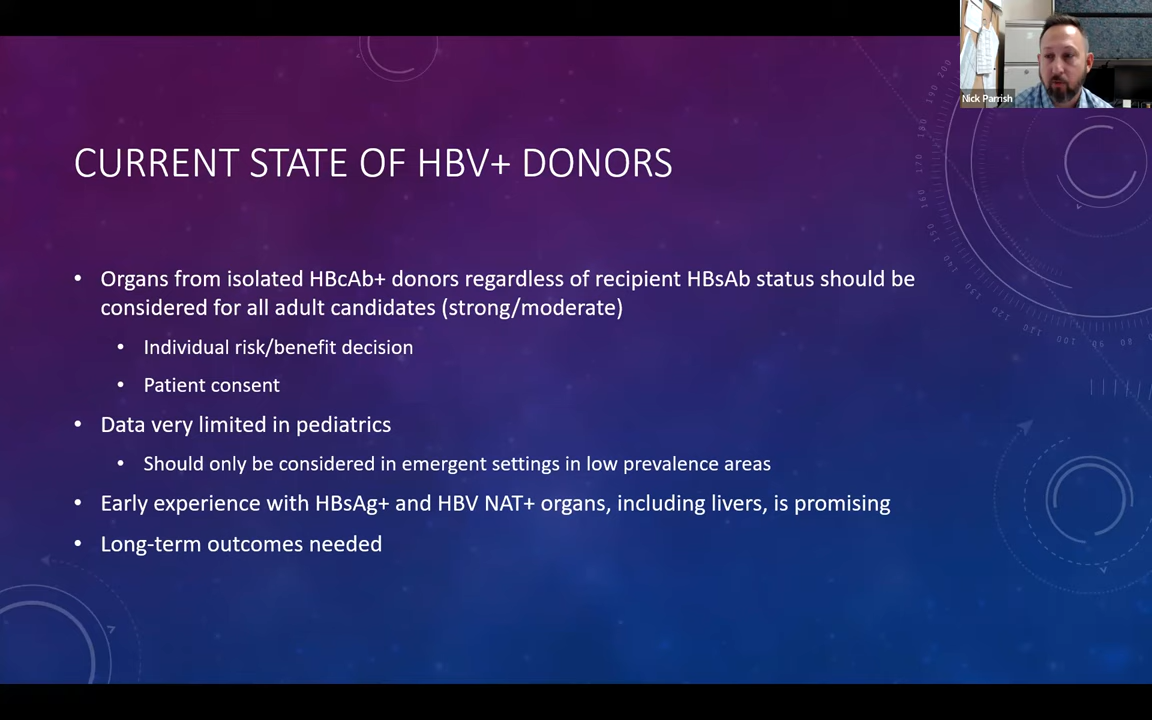 Nick Parrish
CURRENT STATE OF HBV+ DONORS
• Organs from isolated HBcAb+ donors regardless of recipient HBsAb status should be
considered for all adult candidates (strong/moderate)
• Individual risk/benefit decision
• Patient consent
• Data very limited in pediatrics
• Should only be considered in emergent settings in low prevalence areas
• Early experience with HBsAg+ and HBV NAT+ organs, including livers, is promising
• Long-term outcomes needed